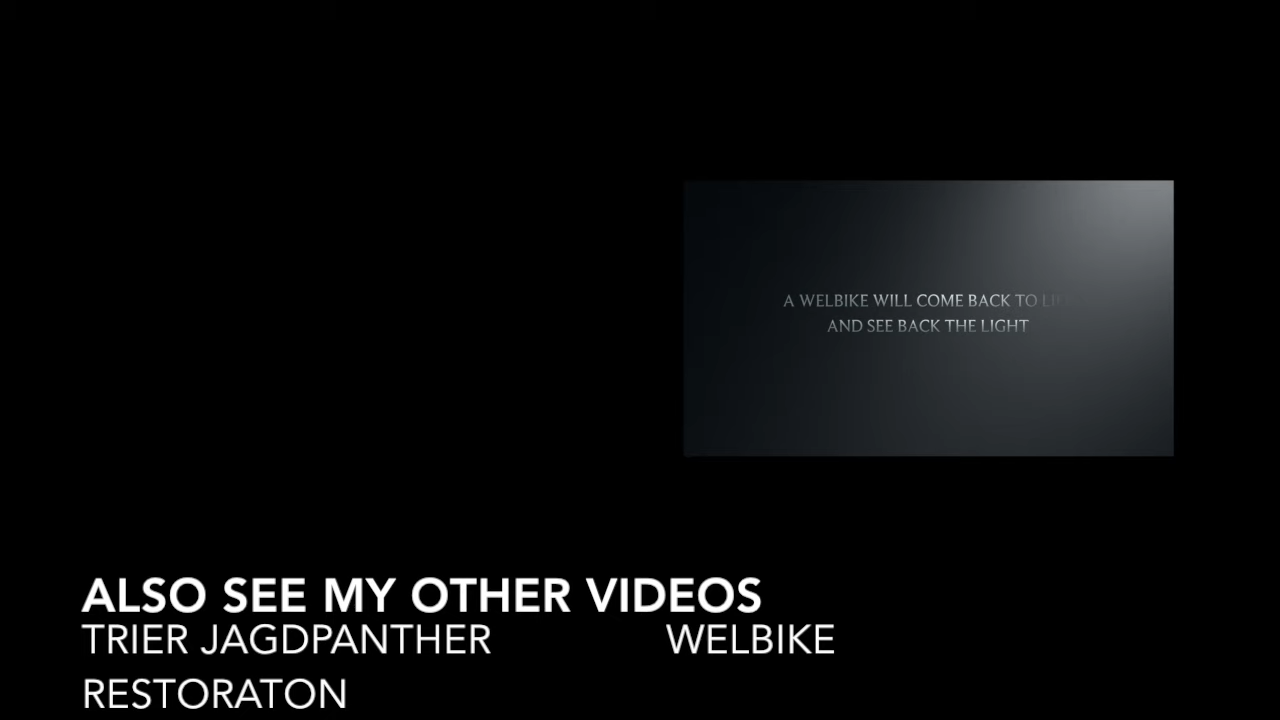 A WELBIKE WILL COME BACK TO
AND SEE BACK THE LIGHT
ALSO SEE MY OTHER VIDEOS
TRIER JAGDPANTHER WELBIKE
RESTORATON